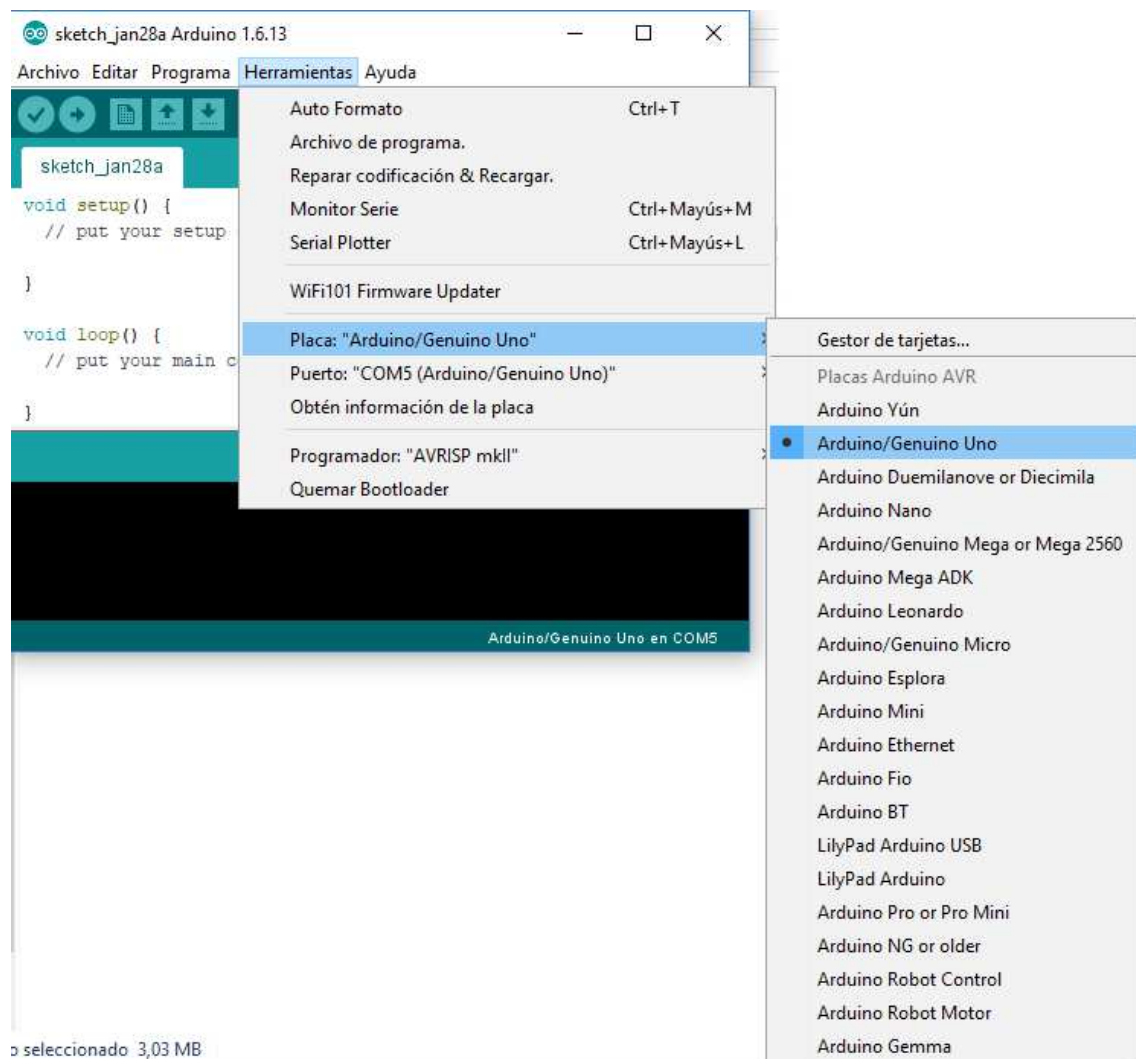 sketch_jan28a Arduino 1.6.13
Archivo Editar Programa Herramientas Ayuda
sketch_jan28a
void setup() {
// put your setup
}
void loop() {
// put your main c
}
Auto Formato Ctrl+T
Archivo de programa.
Reparar codificación & Recargar.
Monitor Serie Ctrl+Mayús+M
Serial Plotter Ctrl+Mayús+L
WiFi101 Firmware Updater
Placa: "Arduino/Genuino Uno"
Puerto: "COM5 (Arduino/Genuino Uno)"
Obtén información de la placa
Programador: "AVRISP mkII"
Quemar Bootloader
Gestor de tarjetas...
Placas Arduino AVR
Arduino Yún
Arduino/Genuino Uno
Arduino Duemilanove or Diecimila
Arduino Nano
Arduino/Genuino Mega or Mega 2560
Arduino Mega ADK
Arduino Leonardo
Arduino/Genuino Micro
Arduino Esplora
Arduino Mini
Arduino Ethernet
Arduino Fio
Arduino BT
LilyPad Arduino USB
LilyPad Arduino
Arduino Pro or Pro Mini
Arduino NG or older
Arduino Robot Control
Arduino Robot Motor
Arduino Gemma
Arduino/Genuino Uno en COM5
o seleccionado 3,03 MB